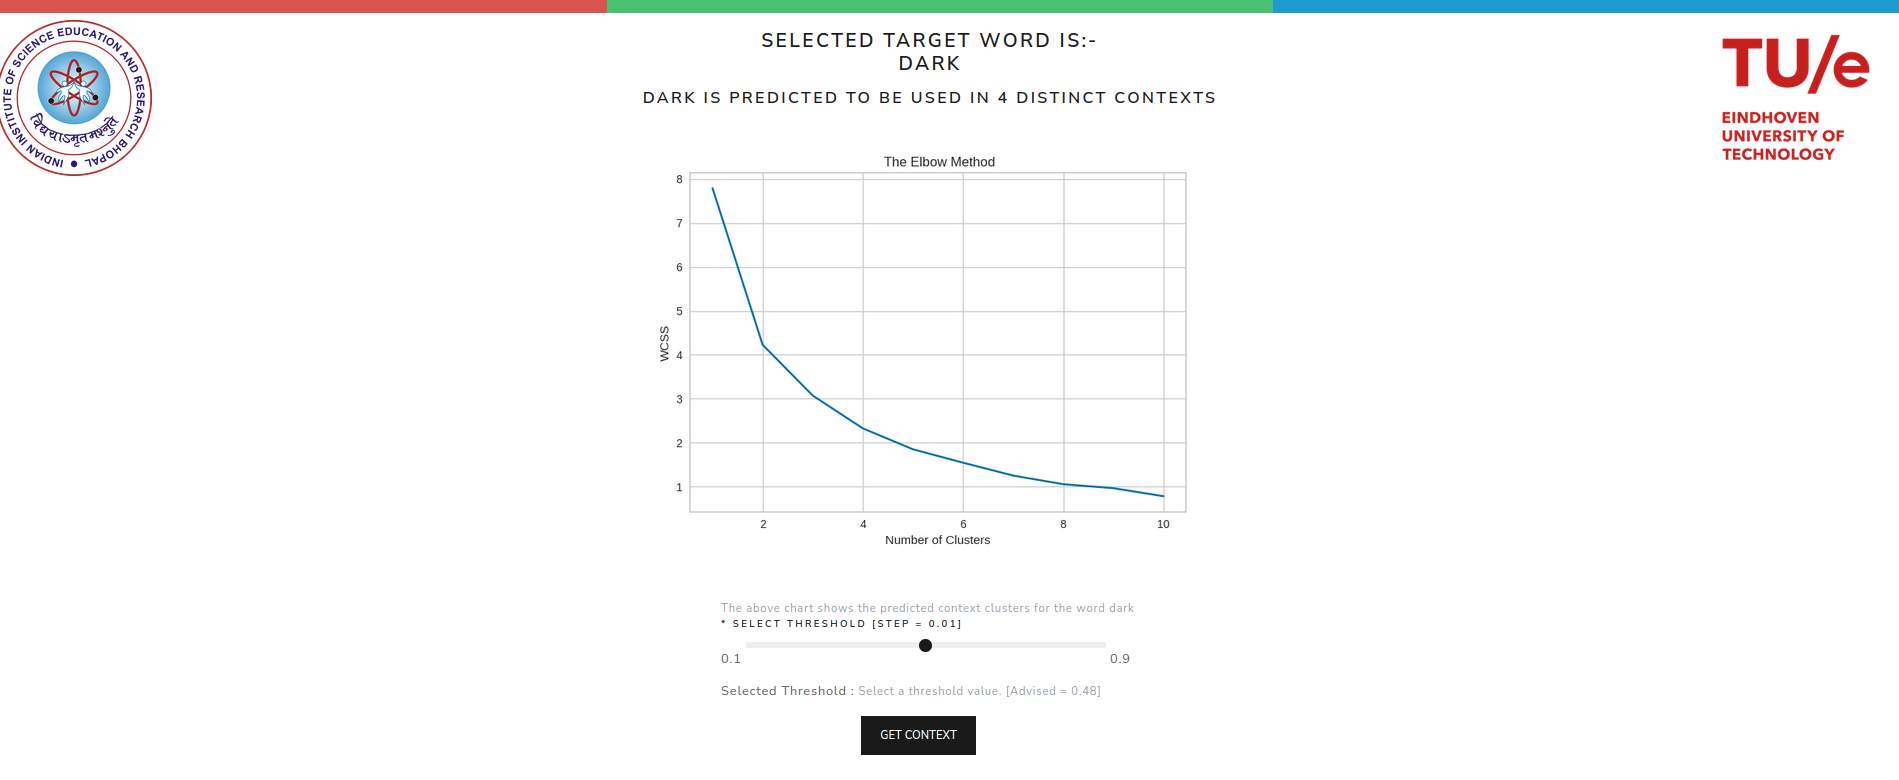 INDIAN INSTITUTE OF SCIENCE EDUCATION AND RESEARCH BHOPAL
विद्ययाऽमृतमश्नुते
SELECTED TARGET WORD IS:-
DARK
DARK IS PREDICTED TO BE USED IN 4 DISTINCT CONTEXTS
TU/e
EINDHOVEN
UNIVERSITY OF
TECHNOLOGY
The Elbow Method
8
7
6
5
4
3
2
1
WCSS
2 4 6 8 10
Number of Clusters
The above chart shows the predicted context clusters for the word dark
* SELECT THRESHOLD [STEP = 0.01]
0.1 0.9
Selected Threshold : Select a threshold value. [Advised = 0.48]
GET CONTEXT